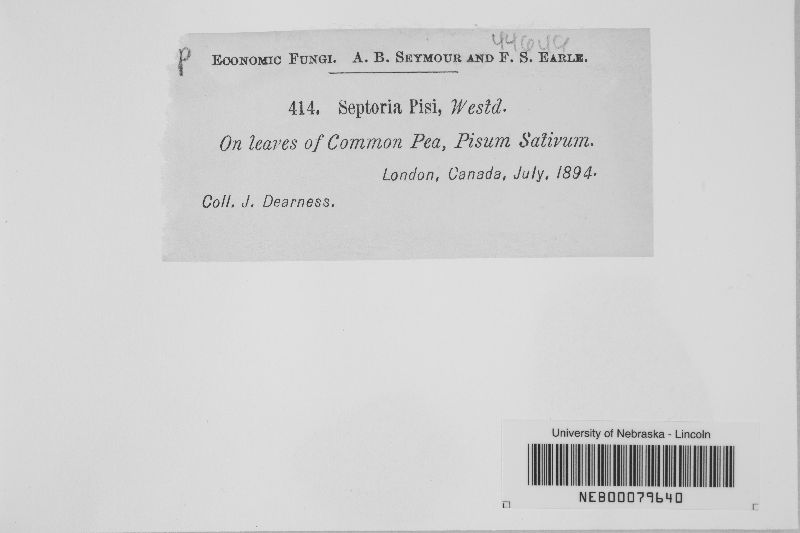 44649
P Economic Fungi. A. B. Seymour and F. S. Earle.
414. Septoria Pisi, Westd.
On leaves of Common Pea, Pisum Sativum.
London, Canada, July, 1894.
Coll. J. Dearness.
University of Nebraska - Lincoln
NEB00079640